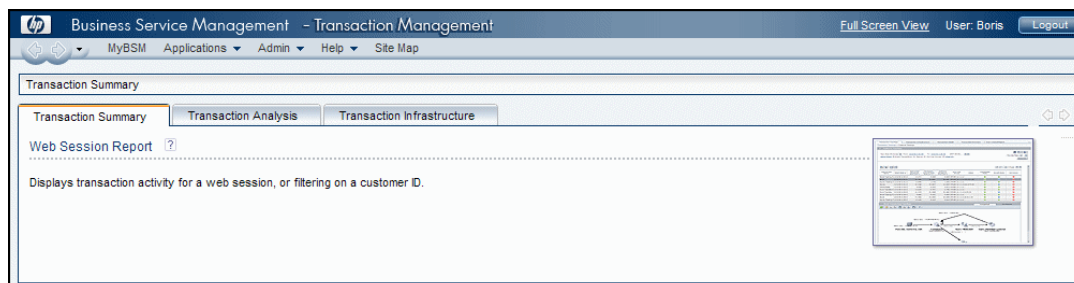 hp Business Service Management – Transaction Management Full Screen View User: Boris Logout
MyBSM Applications Admin Help Site Map
Transaction Summary
Transaction Summary Transaction Analysis Transaction Infrastructure
Web Session Report ?
Displays transaction activity for a web session, or filtering on a customer ID.